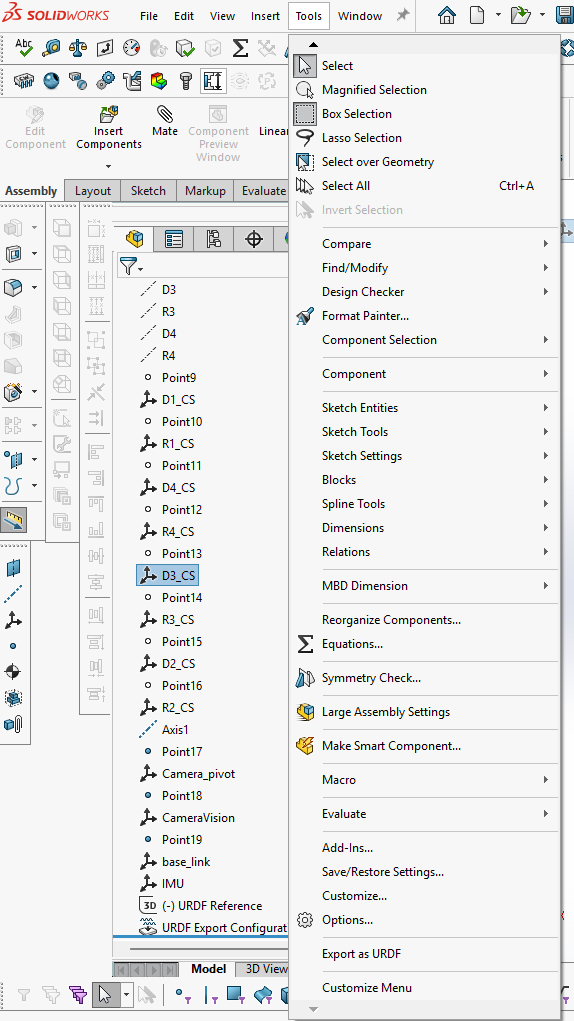 SOLIDWORKS File Edit View Insert Tools Window
Abc
Edit Component
Insert Components
Mate
Component Preview Window
Linear
Assembly Layout Sketch Markup Evaluate
D3
R3
D4
R4
Point9
D1_CS
Point10
R1_CS
Point11
D4_CS
Point12
R4_CS
Point13
D3_CS
Point14
R3_CS
Point15
D2_CS
Point16
R2_CS
Axis1
Point17
Camera_pivot
Point18
CameraVision
Point19
base_link
IMU
3D (-) URDF Reference
URDF Export Configurat
Model 3D View
Select
Magnified Selection
Box Selection
Lasso Selection
Select over Geometry
Select All Ctrl+A
Invert Selection
Compare
Find/Modify
Design Checker
Format Painter...
Component Selection
Component
Sketch Entities
Sketch Tools
Sketch Settings
Blocks
Spline Tools
Dimensions
Relations
MBD Dimension
Reorganize Components...
Equations...
Symmetry Check...
Large Assembly Settings
Make Smart Component...
Macro
Evaluate
Add-Ins...
Save/Restore Settings...
Customize...
Options...
Export as URDF
Customize Menu